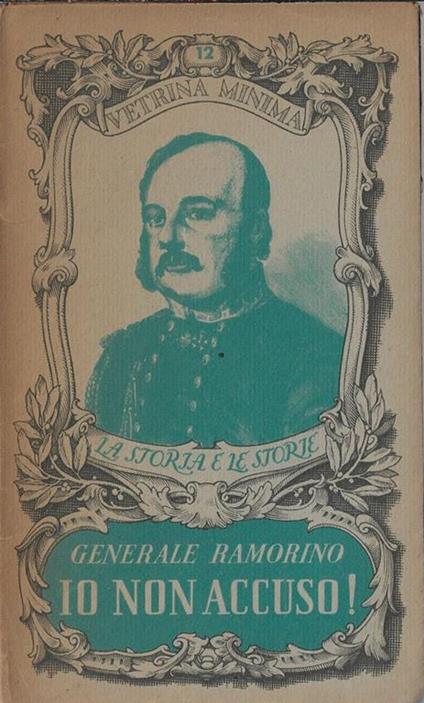 12
VETRINA MINIMA
LA STORIA E LE STORIE
GENERALE RAMORINO
IO NON ACCUSO!